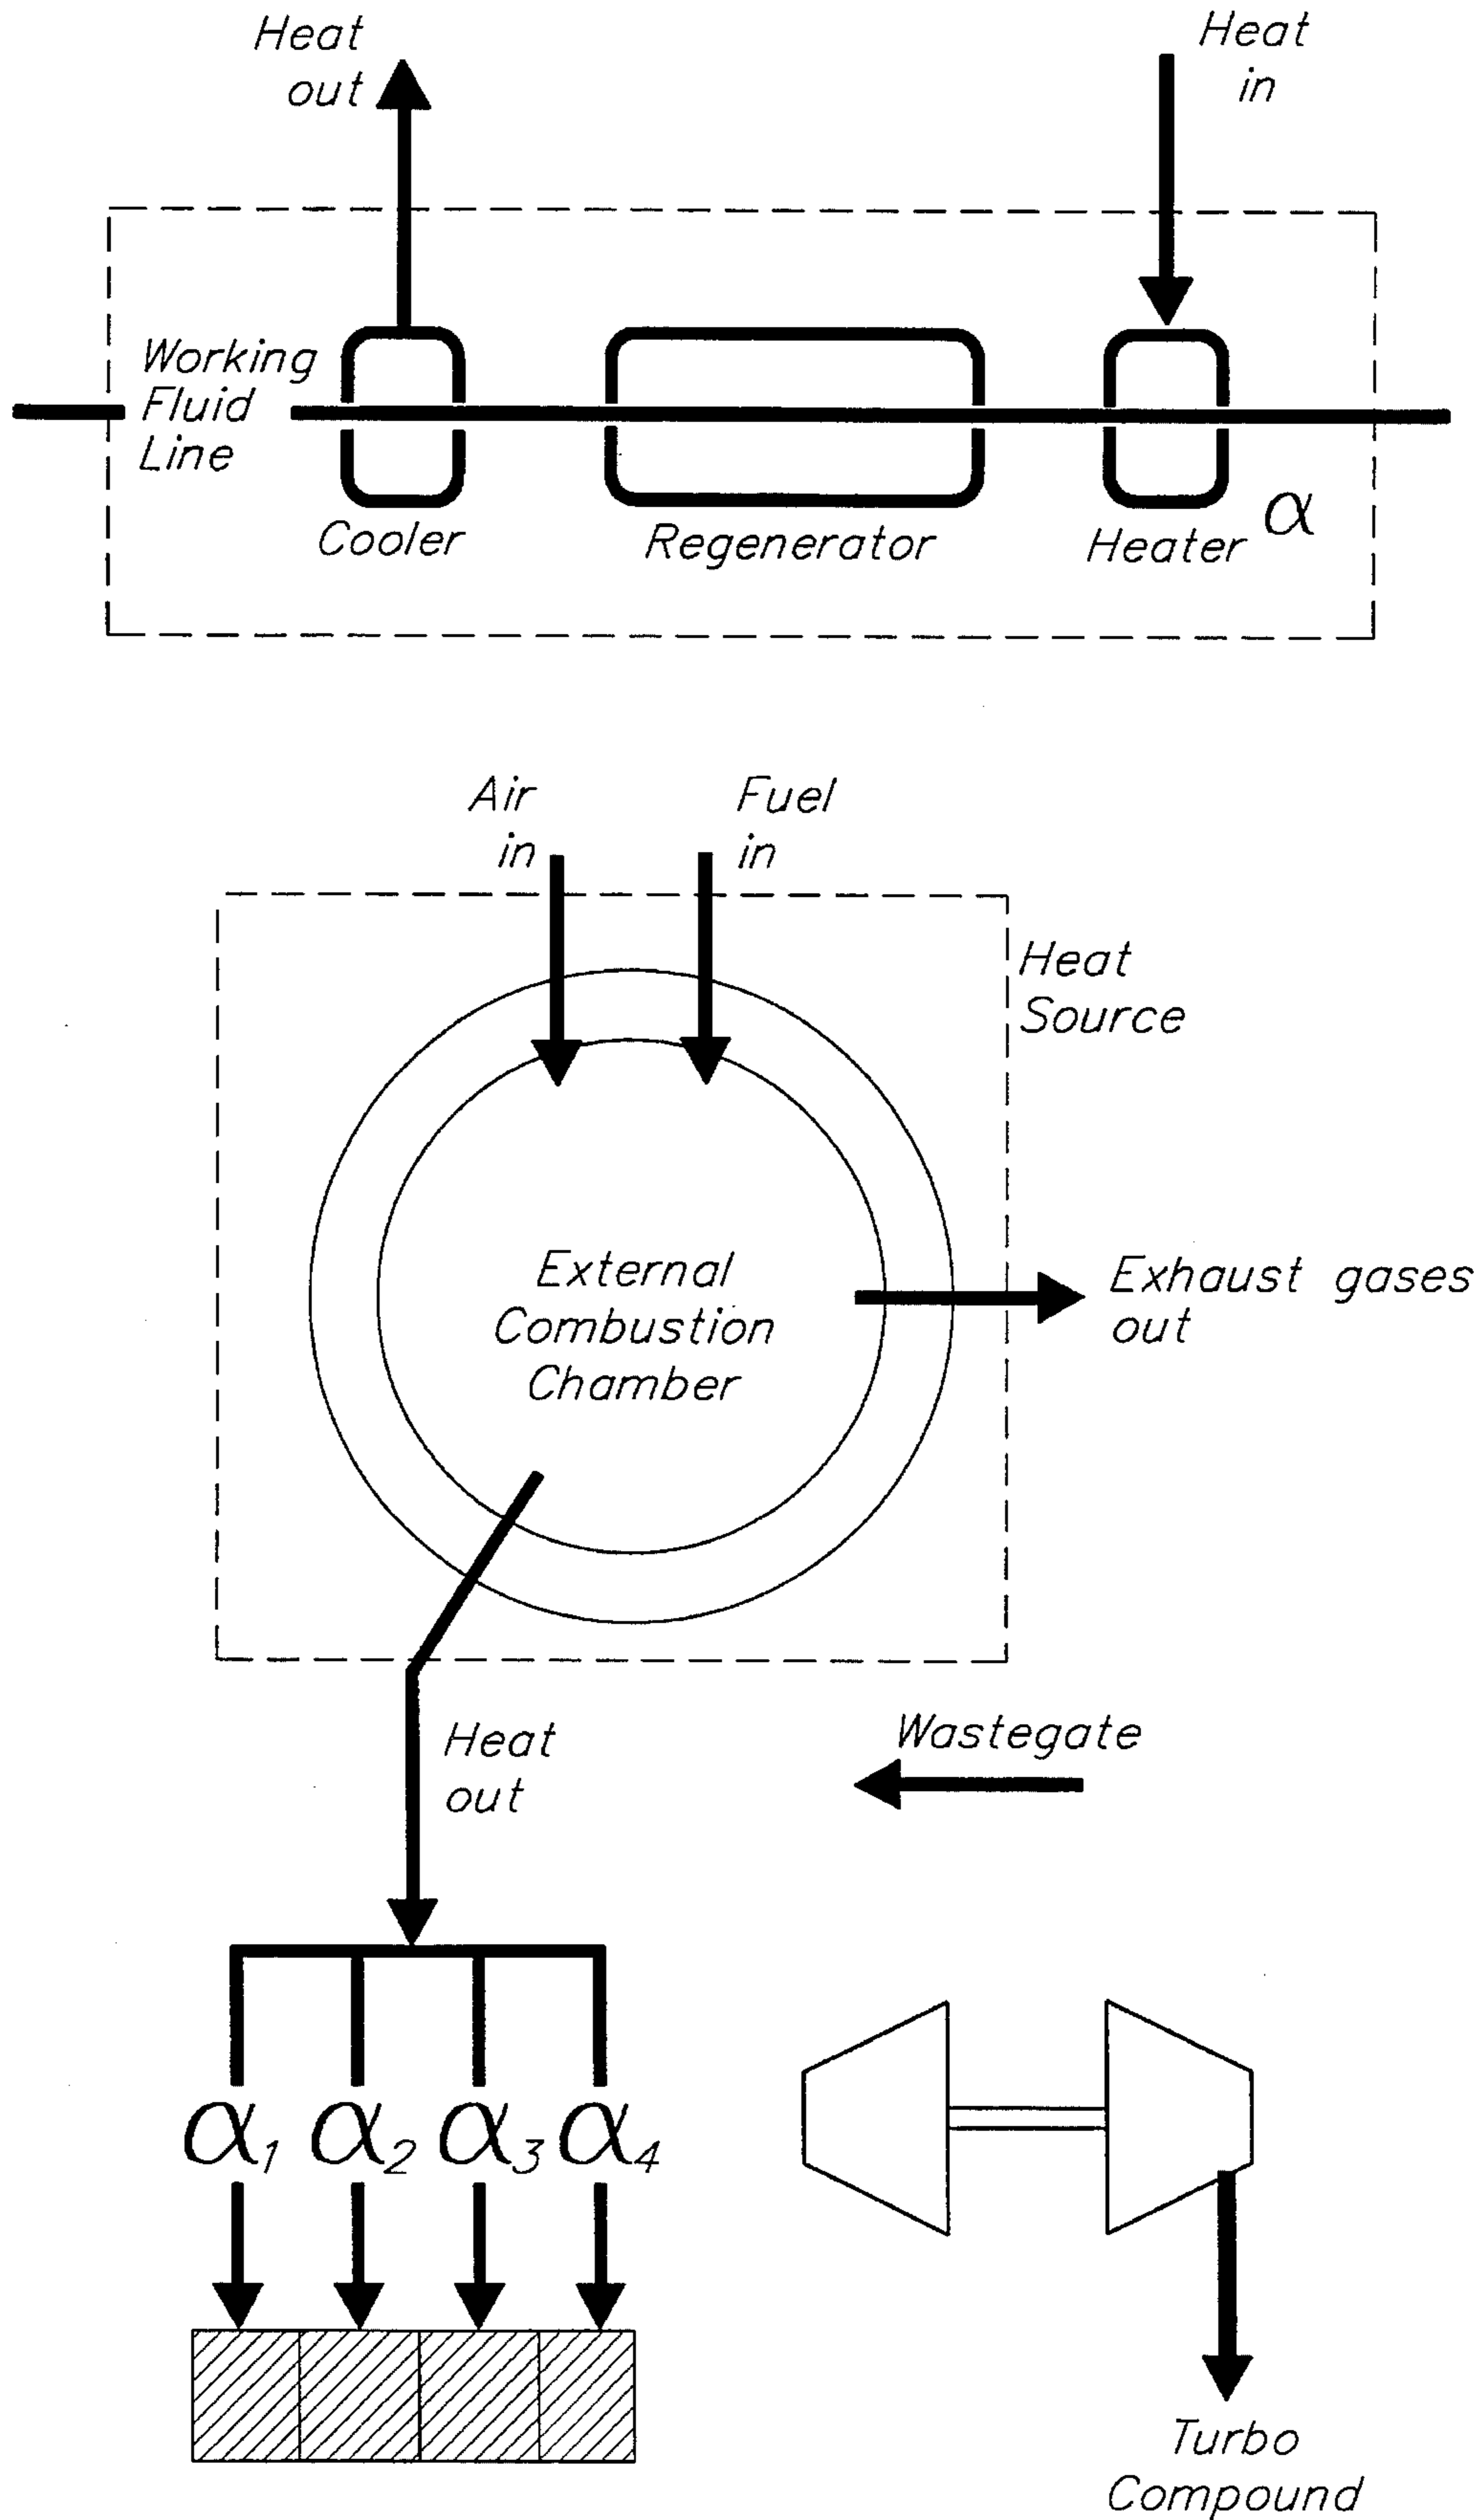 Heat
out
Heat
in
Working
Fluid
Line
Cooler
Regenerator
Heater
α
Air
in
Fuel
in
Heat
Source
External
Combustion
Chamber
Exhaust gases
out
Heat
out
Wastegate
α1 α2 α3 α4
Turbo
Compound